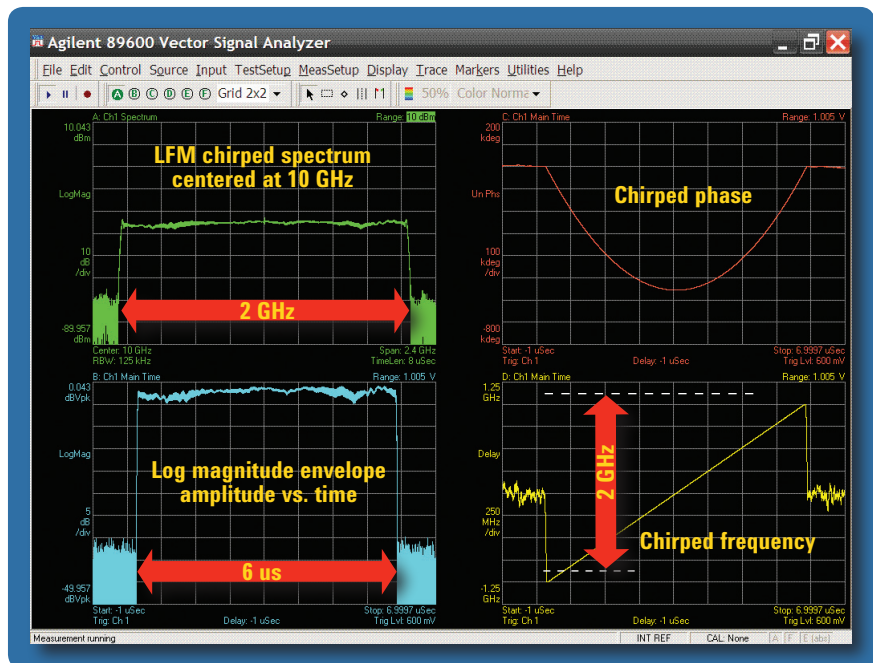 Agilent 89600 Vector Signal Analyzer
File Edit Control Source Input TestSetup MeasSetup Display Trace Markers Utilities Help
A B C D E F Grid 2x2 50% Color Norma
A: Ch1 Spectrum Range: 10 dBm
10.043
dBm
LFM chirped spectrum
centered at 10 GHz
LogMag
10
dB
/div
2 GHz
-89.957
dBm
Center: 10 GHz Span: 2.4 GHz
RBW: 125 kHz TimeLen: 8 uSec
C: Ch1 Main Time Range: 1.005 V
200
kdeg
Un Phs
Chirped phase
100
kdeg
/div
-800
kdeg
Start: -1 uSec Stop: 6.9997 uSec
Trig: Ch 1 Delay: -1 uSec Trig Lvl: 600 mV
B: Ch1 Main Time Range: 1.005 V
0.043
dBVpk
LogMag
Log magnitude envelope
amplitude vs. time
5
dB
/div
6 us
-49.957
dBVpk
Start: -1 uSec Stop: 6.9997 uSec
Trig: Ch 1 Delay: -1 uSec Trig Lvl: 600 mV
D: Ch1 Main Time Range: 1.005 V
1.25
GHz
Delay
2 GHz
250
MHz
/div
Chirped frequency
-1.25
GHz
Start: -1 uSec Stop: 6.9997 uSec
Trig: Ch 1 Delay: -1 uSec Trig Lvl: 600 mV
Measurement running INT REF CAL: None A F E (abs)